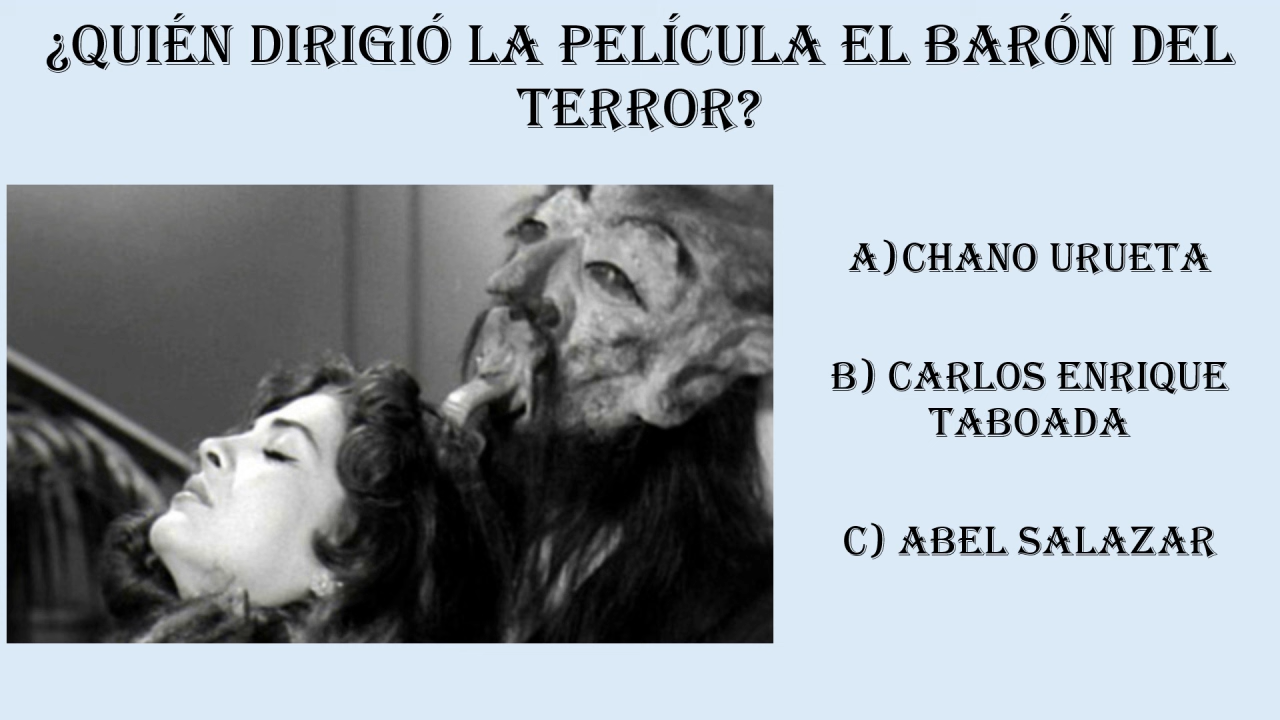 ¿QUIÉN DIRIGIÓ LA PELÍCULA EL BARÓN DEL
TERROR?
A)CHANO URUETA
B) CARLOS ENRIQUE
TABOADA
C) ABEL SALAZAR